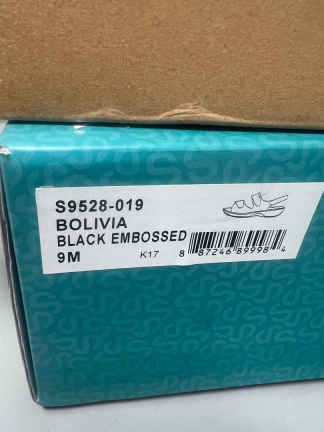 S9528-019
BOLIVIA
BLACK EMBOSSED
9M K17 8 87246 89998 4